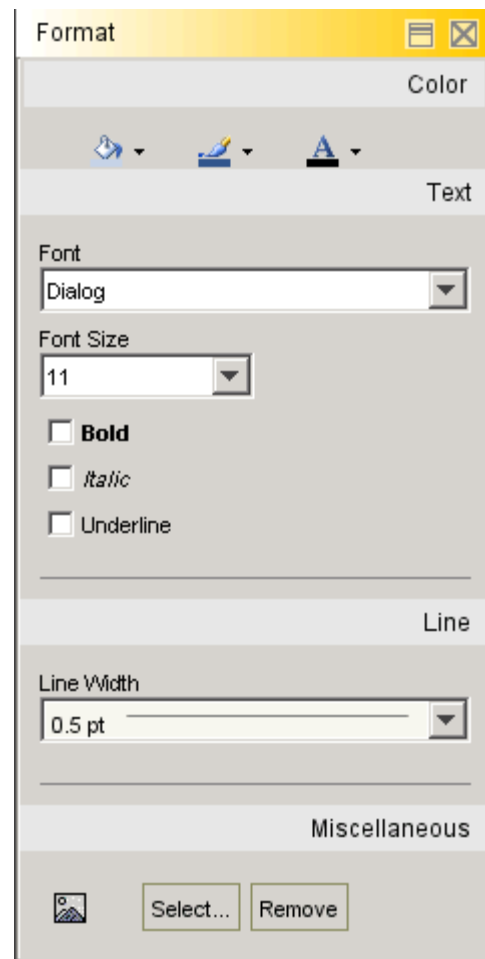 Format
Color
A
Text
Font
Dialog
Font Size
11
Bold
Italic
Underline
Line
Line Width
0.5 pt
Miscellaneous
Select... Remove